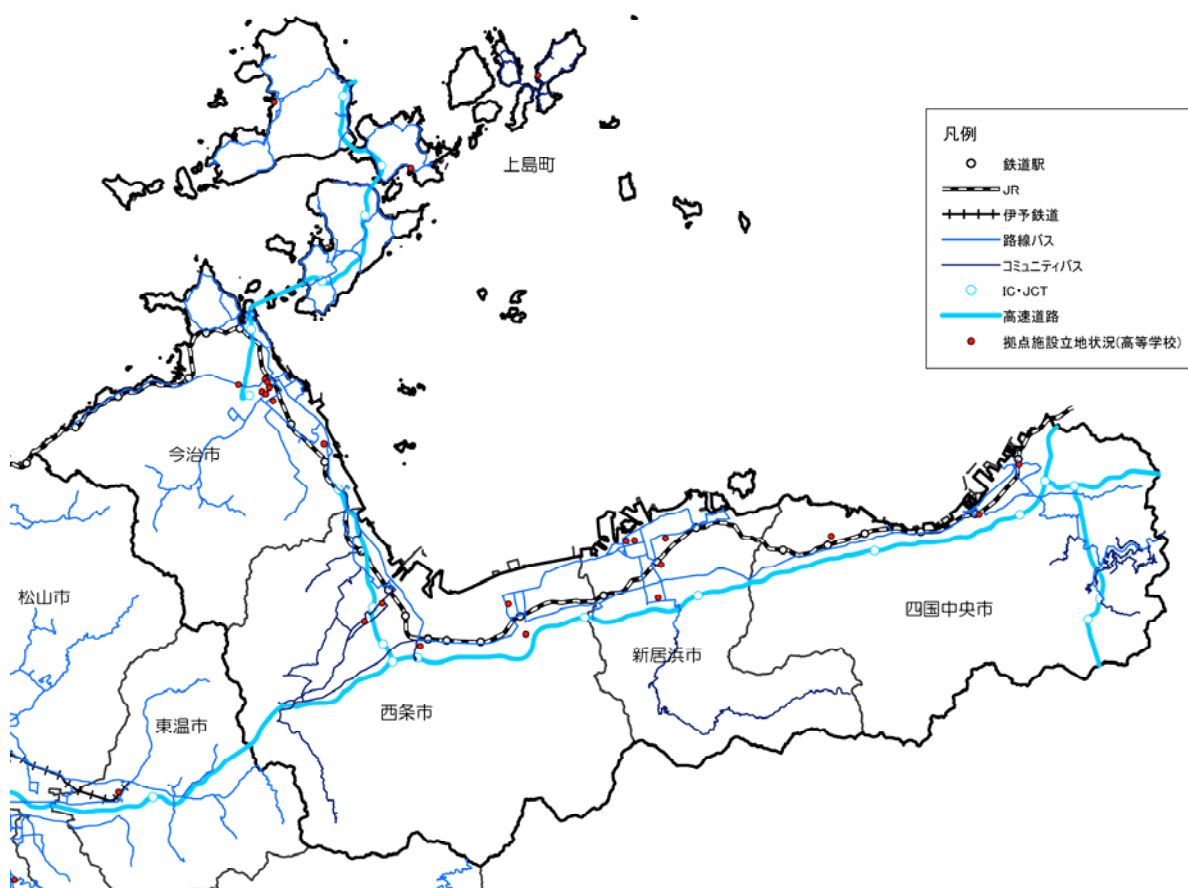 上島町
凡例
鉄道駅
JR
伊予鉄道
路線バス
コミュニティバス
IC・JCT
高速道路
拠点施設立地状況(高等学校)
今治市
松山市
四国中央市
新居浜市
西条市
東温市